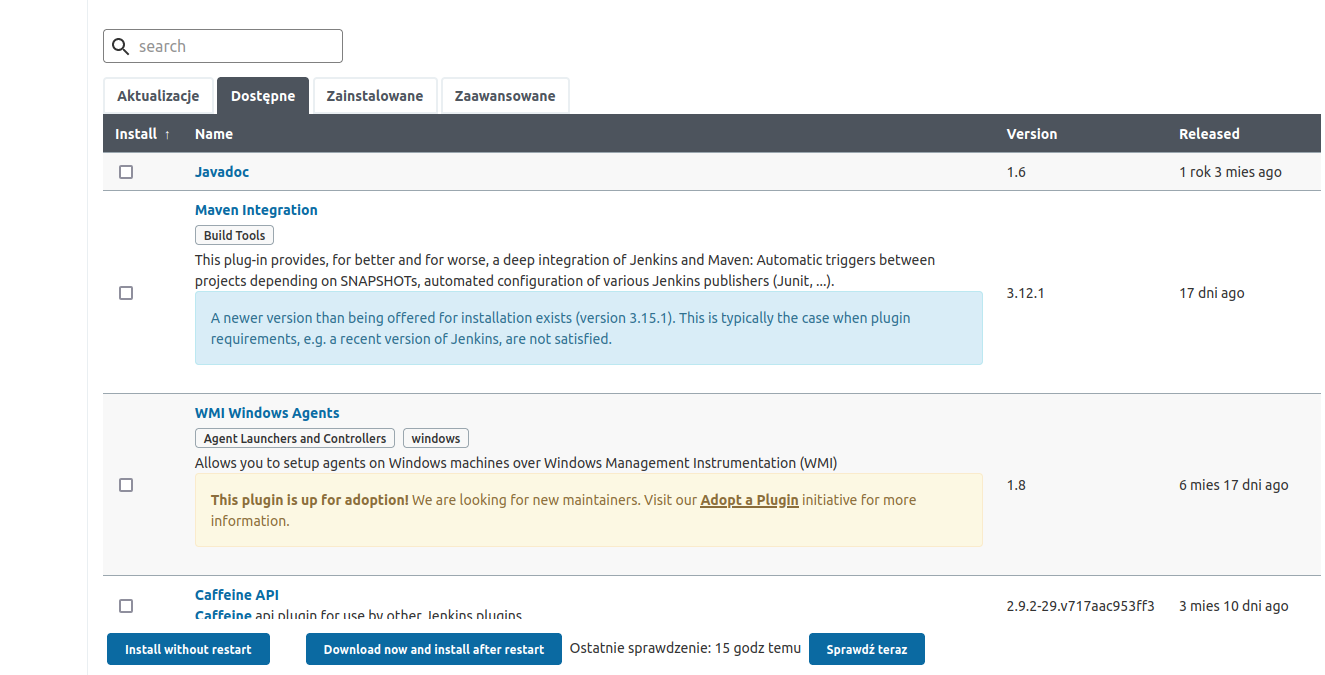 search
Aktualizacje Dostępne Zainstalowane Zaawansowane
Install ↑ Name Version Released
Javadoc 1.6 1 rok 3 mies ago
Maven Integration
Build Tools
This plug-in provides, for better and for worse, a deep integration of Jenkins and Maven: Automatic triggers between
projects depending on SNAPSHOTs, automated configuration of various Jenkins publishers (Junit, ...).
3.12.1 17 dni ago
A newer version than being offered for installation exists (version 3.15.1). This is typically the case when plugin
requirements, e.g. a recent version of Jenkins, are not satisfied.
WMI Windows Agents
Agent Launchers and Controllers windows
Allows you to setup agents on Windows machines over Windows Management Instrumentation (WMI)
1.8 6 mies 17 dni ago
This plugin is up for adoption! We are looking for new maintainers. Visit our Adopt a Plugin initiative for more
information.
Caffeine API
2.9.2-29.v717aac953ff3 3 mies 10 dni ago
Caffeine api plugin for use by other Jenkins plugins
Install without restart Download now and install after restart Ostatnie sprawdzenie: 15 godz temu Sprawdź teraz